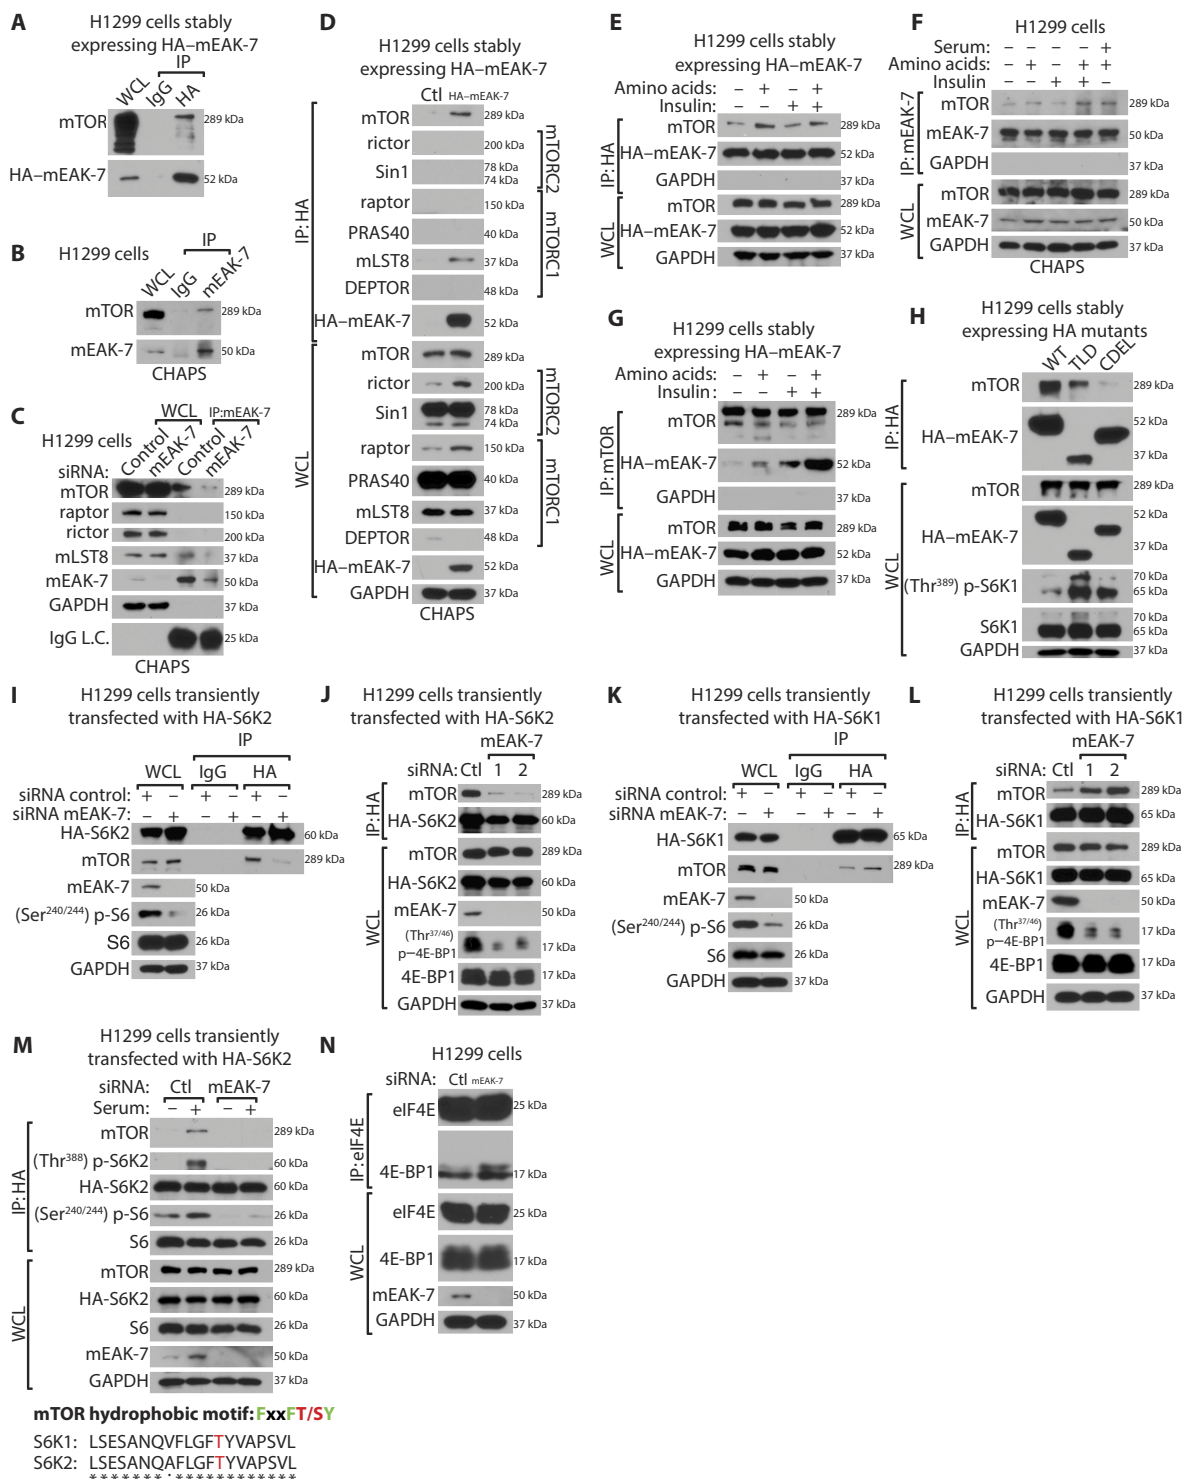 A
H1299 cells stably
expressing HA–mEAK-7
IP
WCL IgG HA
mTOR 289 kDa
HA–mEAK-7 52 kDa
B
H1299 cells
IP
WCL IgG mEAK-7
mTOR 289 kDa
mEAK-7 50 kDa
CHAPS
C
H1299 cells
WCL IP:mEAK-7
siRNA: Control mEAK-7 Control mEAK-7
mTOR 289 kDa
raptor 150 kDa
rictor 200 kDa
mLST8 37 kDa
mEAK-7 50 kDa
GAPDH 37 kDa
IgG L.C. 25 kDa
CHAPS
D
H1299 cells stably
expressing HA–mEAK-7
Ctl HA–mEAK-7
IP:HA
mTOR 289 kDa
rictor 200 kDa
Sin1 78 kDa
74 kDa
mTORC2
raptor 150 kDa
PRAS40 40 kDa
mLST8 37 kDa
DEPTOR 48 kDa
mTORC1
HA–mEAK-7 52 kDa
WCL
mTOR 289 kDa
rictor 200 kDa
Sin1 78 kDa
74 kDa
mTORC2
raptor 150 kDa
PRAS40 40 kDa
mLST8 37 kDa
DEPTOR 48 kDa
mTORC1
HA–mEAK-7 52 kDa
GAPDH 37 kDa
CHAPS
E
H1299 cells stably
expressing HA–mEAK-7
Amino acids: – + – +
Insulin: – – + +
IP:HA
mTOR 289 kDa
HA–mEAK-7 52 kDa
GAPDH 37 kDa
WCL
mTOR 289 kDa
HA–mEAK-7 52 kDa
GAPDH 37 kDa
F
H1299 cells
Serum: – – – – +
Amino acids: – + – + +
Insulin – – + + –
IP:mEAK-7
mTOR 289 kDa
mEAK-7 50 kDa
GAPDH 37 kDa
WCL
mTOR 289 kDa
mEAK-7 50 kDa
GAPDH 37 kDa
CHAPS
G
H1299 cells stably
expressing HA–mEAK-7
Amino acids: – + – +
Insulin: – – + +
IP:mTOR
mTOR 289 kDa
HA–mEAK-7 52 kDa
GAPDH 37 kDa
WCL
mTOR 289 kDa
HA–mEAK-7 52 kDa
GAPDH 37 kDa
H
H1299 cells stably
expressing HA mutants
WT TLD CDEL
IP:HA
mTOR 289 kDa
HA–mEAK-7 52 kDa
37 kDa
WCL
mTOR 289 kDa
HA–mEAK-7 52 kDa
37 kDa
(Thr389) p-S6K1 70 kDa
65 kDa
S6K1 70 kDa
65 kDa
GAPDH 37 kDa
I
H1299 cells transiently
transfected with HA-S6K2
IP
WCL IgG HA
siRNA control: + – + – + –
siRNA mEAK-7: – + – + – +
HA-S6K2 60 kDa
mTOR 289 kDa
mEAK-7 50 kDa
(Ser240/244) p-S6 26 kDa
S6 26 kDa
GAPDH 37 kDa
J
H1299 cells transiently
transfected with HA-S6K2
mEAK-7
siRNA: Ctl 1 2
IP:HA
mTOR 289 kDa
HA-S6K2 60 kDa
WCL
mTOR 289 kDa
HA-S6K2 60 kDa
mEAK-7 50 kDa
(Thr37/46)
p–4E-BP1 17 kDa
4E-BP1 17 kDa
GAPDH 37 kDa
K
H1299 cells transiently
transfected with HA-S6K1
IP
WCL IgG HA
siRNA control: + – + – + –
siRNA mEAK-7: – + – + – +
HA-S6K1 65 kDa
mTOR 289 kDa
mEAK-7 50 kDa
(Ser240/244) p-S6 26 kDa
S6 26 kDa
GAPDH 37 kDa
L
H1299 cells transiently
transfected with HA-S6K1
mEAK-7
siRNA: Ctl 1 2
IP:HA
mTOR 289 kDa
HA-S6K1 65 kDa
WCL
mTOR 289 kDa
HA-S6K1 65 kDa
mEAK-7 50 kDa
(Thr37/46)
p–4E-BP1 17 kDa
4E-BP1 17 kDa
GAPDH 37 kDa
M
H1299 cells transiently
transfected with HA-S6K2
siRNA: Ctl mEAK-7
Serum: – + – +
IP:HA
mTOR 289 kDa
(Thr388) p-S6K2 60 kDa
HA-S6K2 60 kDa
(Ser240/244) p-S6 26 kDa
S6 26 kDa
WCL
mTOR 289 kDa
HA-S6K2 60 kDa
S6 26 kDa
mEAK-7 50 kDa
GAPDH 37 kDa
mTOR hydrophobic motif: FxxFT/SY
S6K1: LSESANQVFLGFTYVAPSVL
S6K2: LSESANQAFLGFTYVAPSVL
*******.************
N
H1299 cells
siRNA: Ctl mEAK-7
IP:eIF4E
eIF4E 25 kDa
4E-BP1 17 kDa
WCL
eIF4E 25 kDa
4E-BP1 17 kDa
mEAK-7 50 kDa
GAPDH 37 kDa